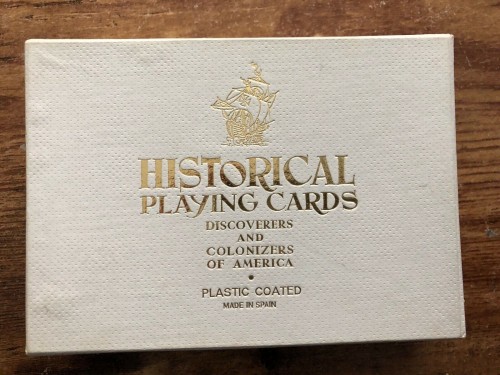 HISTORICAL
PLAYING CARDS
DISCOVERERS
AND
COLONIZERS
OF AMERICA
•
PLASTIC COATED
MADE IN SPAIN